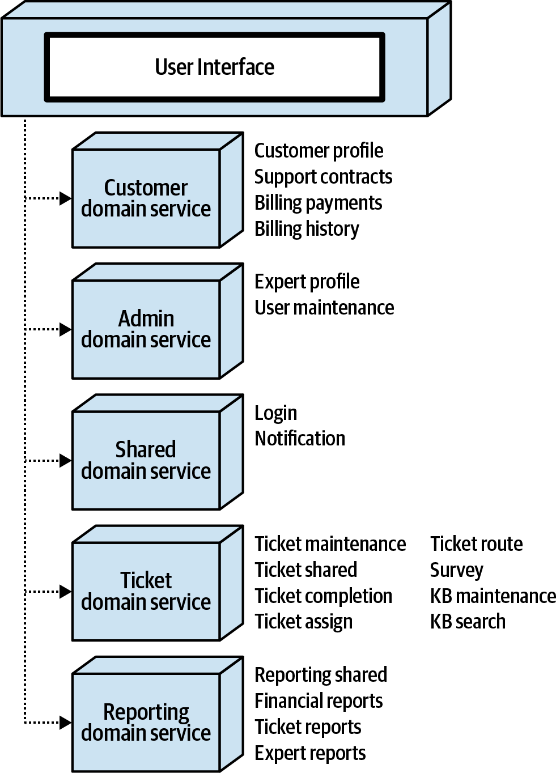 User Interface
Customer
domain service
Customer profile
Support contracts
Billing payments
Billing history
Admin
domain service
Expert profile
User maintenance
Shared
domain service
Login
Notification
Ticket
domain service
Ticket maintenance
Ticket shared
Ticket completion
Ticket assign
Ticket route
Survey
KB maintenance
KB search
Reporting
domain service
Reporting shared
Financial reports
Ticket reports
Expert reports